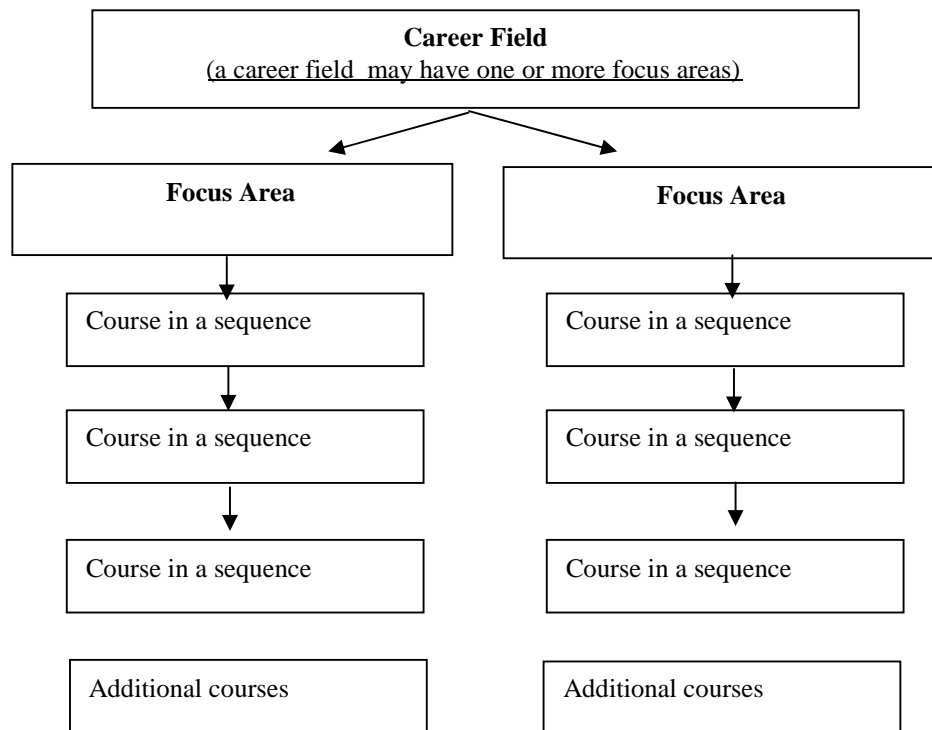 Career Field
(a career field  may have one or more focus areas)
Focus Area
Focus Area
Course in a sequence
Course in a sequence
Course in a sequence
Course in a sequence
Course in a sequence
Course in a sequence
Additional courses
Additional courses